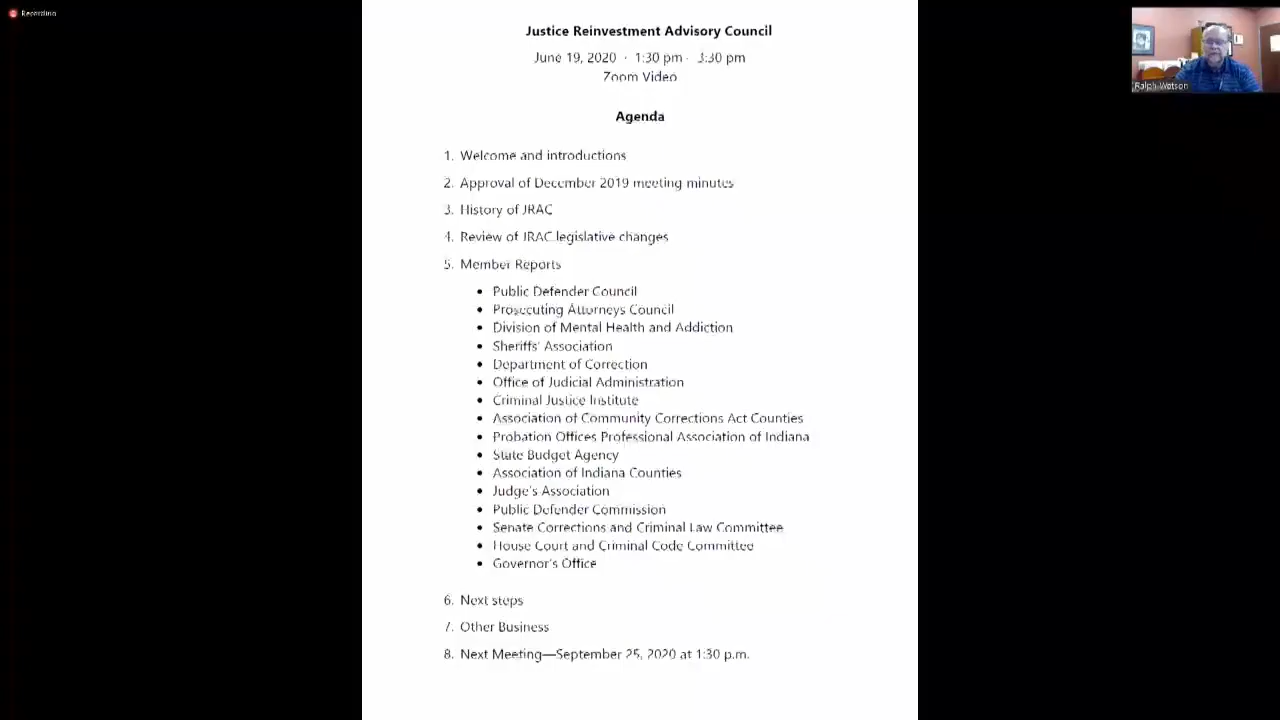 Recording
Justice Reinvestment Advisory Council
June 19, 2020 · 1:30 pm - 3:30 pm
Zoom Video
Ralph Watson
Agenda
1. Welcome and introductions
2. Approval of December 2019 meeting minutes
3. History of JRAC
4. Review of JRAC legislative changes
5. Member Reports
• Public Defender Council
• Prosecuting Attorneys Council
• Division of Mental Health and Addiction
• Sheriffs' Association
• Department of Correction
• Office of Judicial Administration
• Criminal Justice Institute
• Association of Community Corrections Act Counties
• Probation Offices Professional Association of Indiana
• State Budget Agency
• Association of Indiana Counties
• Judge's Association
• Public Defender Commission
• Senate Corrections and Criminal Law Committee
• House Court and Criminal Code Committee
• Governor's Office
6. Next steps
7. Other Business
8. Next Meeting—September 25, 2020 at 1:30 p.m.